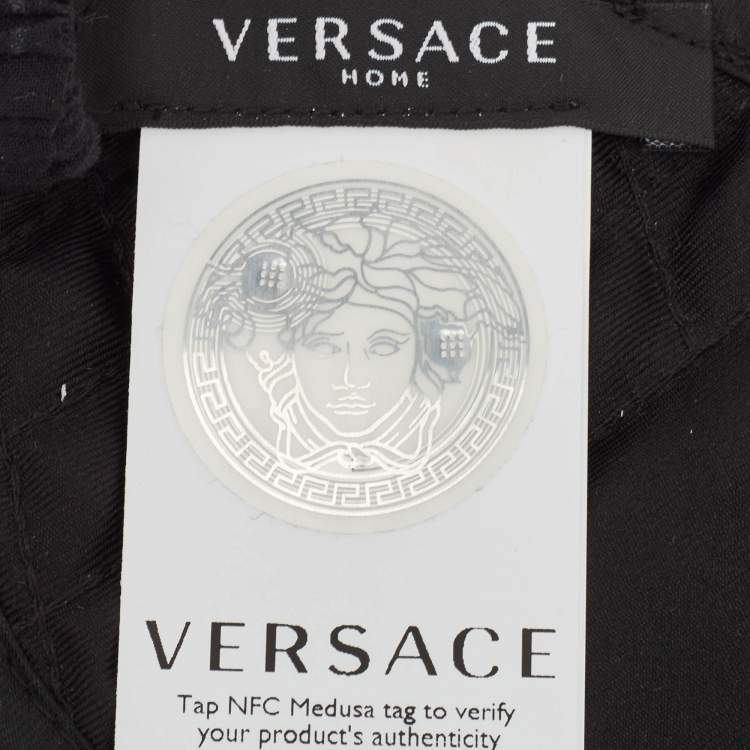 VERSACE
HOME
VERSACE
Tap NFC Medusa tag to verify
your product's authenticity